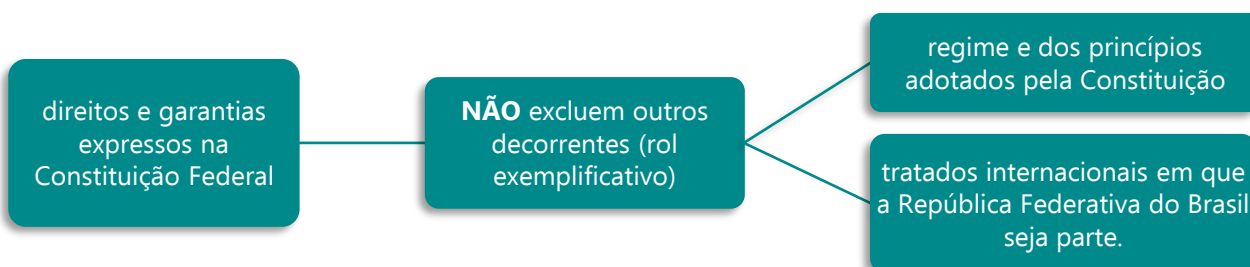 direitos e garantias
expressos na
Constituição Federal
NÃO excluem outros
decorrentes (rol
exemplificativo)
regime e dos princípios
adotados pela Constituição
tratados internacionais em que
a República Federativa do Brasil
seja parte.